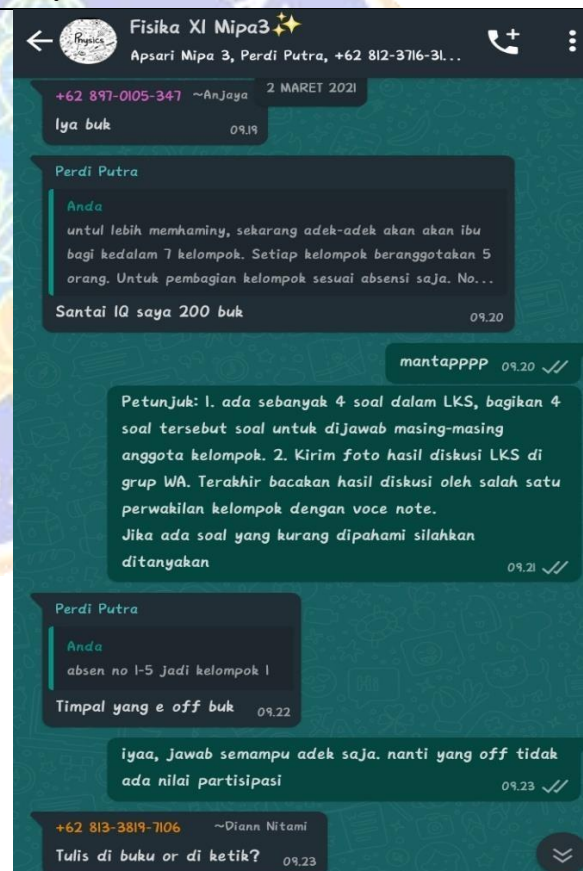 Physics
Fisika XI Mipa3✨
Apsari Mipa 3, Perdi Putra, +62 812-3716-31...
2 MARET 2021
+62 897-0105-347 ~Anjaya
Iya buk 09.19
Perdi Putra
Anda
untul lebih memhaminy, sekarang adek-adek akan akan ibu
bagi kedalam 7 kelompok. Setiap kelompok beranggotakan 5
orang. Untuk pembagian kelompok sesuai absensi saja. No...
Santai IQ saya 200 buk 09.20
mantapppp 09.20
Petunjuk: 1. ada sebanyak 4 soal dalam LKS, bagikan 4
soal tersebut soal untuk dijawab masing-masing
anggota kelompok. 2. Kirim foto hasil diskusi LKS di
grup WA. Terakhir bacakan hasil diskusi oleh salah satu
perwakilan kelompok dengan voce note.
Jika ada soal yang kurang dipahami silahkan
ditanyakan 09.21
Perdi Putra
Anda
absen no 1-5 jadi kelompok 1
Timpal yang e off buk 09.22
iyaa, jawab semampu adek saja. nanti yang off tidak
ada nilai partisipasi 09.23
+62 813-3819-7106 ~Diann Nitami
Tulis di buku or di ketik? 09.23